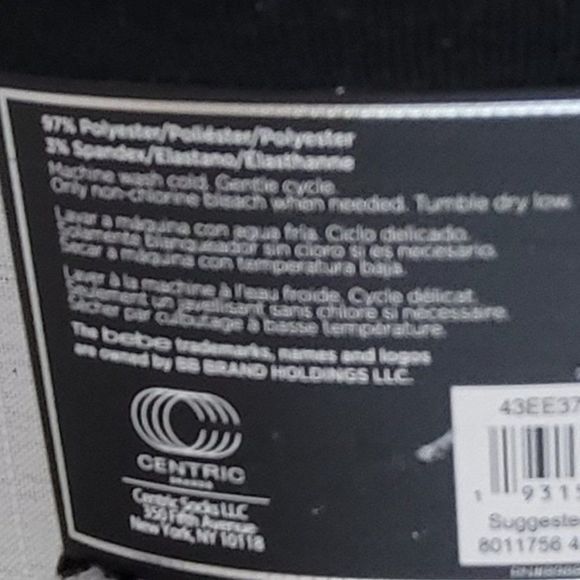 97% Polyester/Poliéster/Polyester
3% Spandex/Elastano/Élasthanne
Machine wash cold. Gentle cycle.
Only non-chlorine bleach when needed. Tumble dry low.
Lavar a máquina con agua fría. Ciclo delicado.
Solamente blanqueador sin cloro si es necesario.
Secar a máquina con temperatura baja.
Laver à la machine à l'eau froide. Cycle délicat.
Seulement un javellisant sans chlore si nécessaire.
Sécher par culbutage à basse température.
The bebe trademarks, names and logos
are owned by BB BRAND HOLDINGS LLC.
CENTRIC
BRANDS
Centric Socks LLC
350 Fifth Avenue
New York, NY 10118
43EE37
1 9311
Suggeste
8011756 4